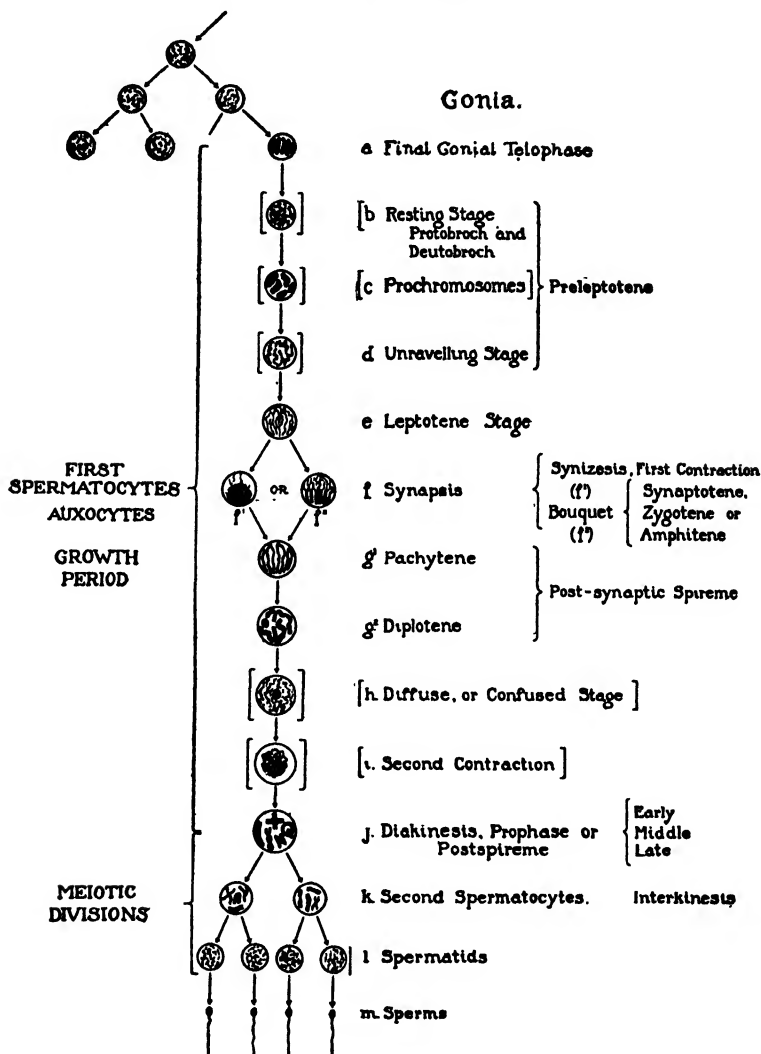 Gonia.
a Final Gonial Telophase
[b Resting Stage
Protobroch and
Deutobroch
[c Prochromosomes]
Preleptotene
d Unravelling Stage
e Leptotene Stage
FIRST
SPERMATOCYTES
AUXOCYTES
GROWTH
PERIOD
OR
f' f"
f Synapsis
Synizesis, First Contraction
(f')
Bouquet
(f")
Synaptotene,
Zygotene or
Amphitene
g¹ Pachytene
Post-synaptic Spireme
g² Diplotene
[h. Diffuse, or Confused Stage]
[i. Second Contraction]
j. Diakinesis, Prophase or
Postspireme
Early
Middle
Late
MEIOTIC
DIVISIONS
k. Second Spermatocytes. Interkinesis
l Spermatids
m. Sperms